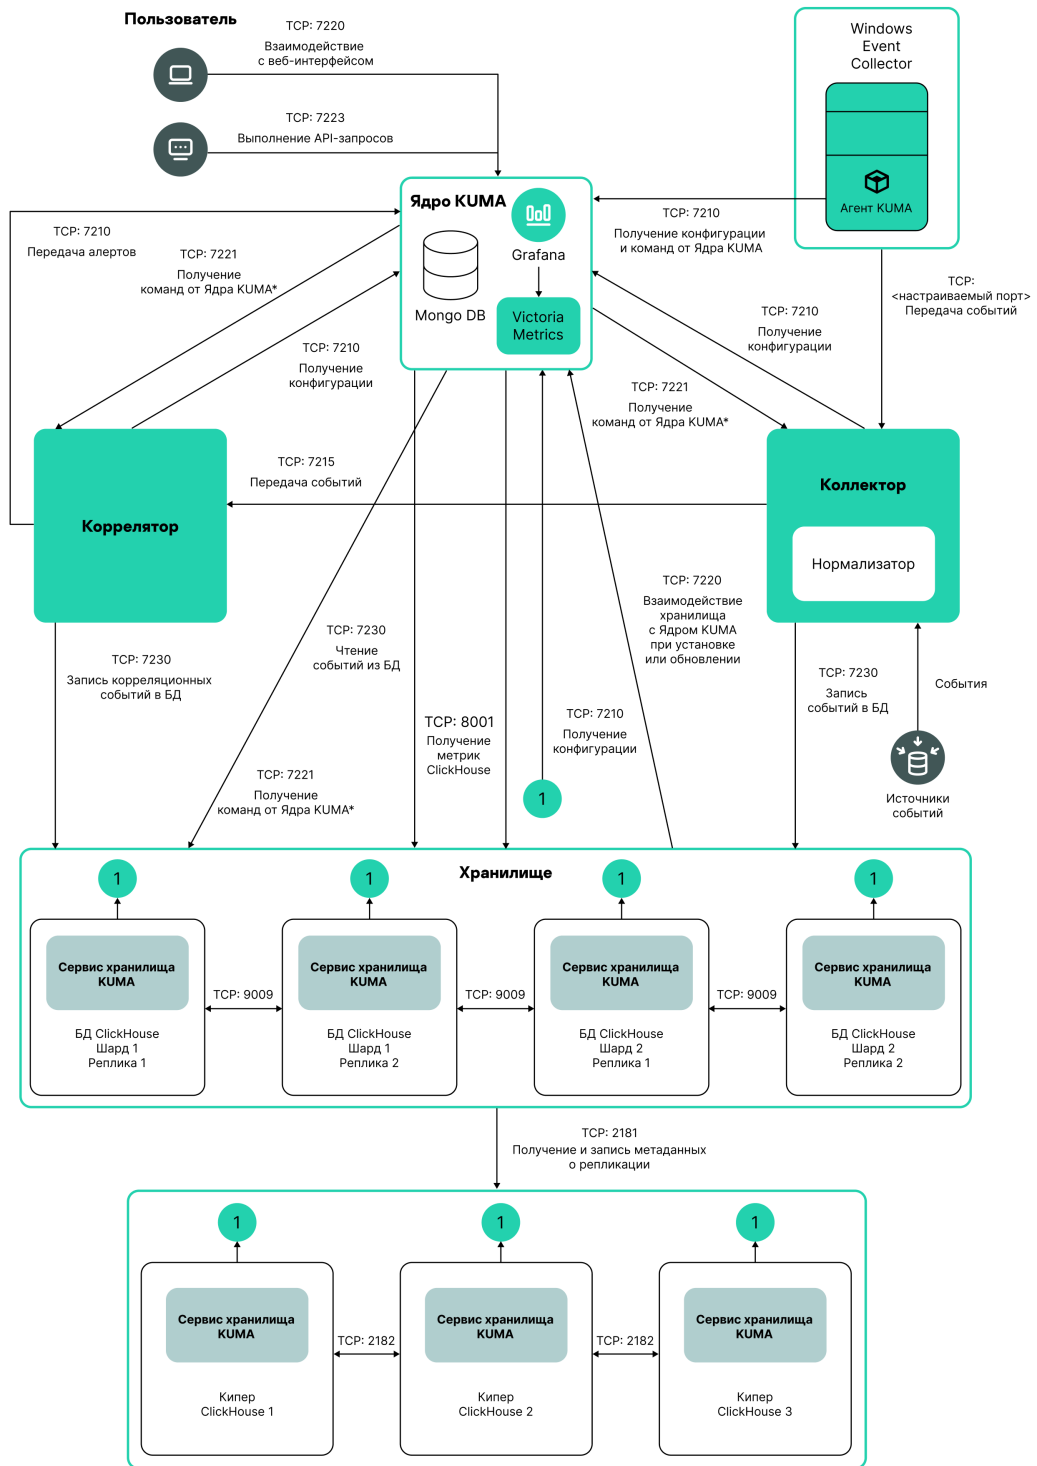 Пользователь
TCP: 7220
Взаимодействие
с веб-интерфейсом
TCP: 7223
Выполнение API-запросов
Windows
Event
Collector
Агент KUMA
Ядро KUMA
Grafana
Mongo DB
Victoria
Metrics
TCP: 7210
Получение конфигурации
и команд от Ядра KUMA
TCP: 7210
Передача алертов
TCP: 7221
Получение
команд от Ядра KUMA*
TCP: 7210
Получение
конфигурации
TCP:
<настраиваемый порт>
Передача событий
TCP: 7210
Получение
конфигурации
TCP: 7221
Получение
команд от Ядра KUMA*
Коррелятор
TCP: 7215
Передача событий
Коллектор
Нормализатор
TCP: 7220
Взаимодействие
хранилища
с Ядром KUMA
при установке
или обновлении
TCP: 7230
Чтение
событий из БД
TCP: 7230
Запись корреляционных
событий в БД
TCP: 7230
Запись
событий в БД
События
TCP: 8001
Получение
метрик
ClickHouse
TCP: 7210
Получение
конфигурации
1
TCP: 7221
Получение
команд от Ядра KUMA*
Источники
событий
Хранилище
1
1
1
1
Сервис хранилища
KUMA
БД ClickHouse
Шард 1
Реплика 1
TCP: 9009
Сервис хранилища
KUMA
БД ClickHouse
Шард 1
Реплика 2
TCP: 9009
Сервис хранилища
KUMA
БД ClickHouse
Шард 2
Реплика 1
TCP: 9009
Сервис хранилища
KUMA
БД ClickHouse
Шард 2
Реплика 2
TCP: 2181
Получение и запись метаданных
о репликации
1
1
1
Сервис хранилища
KUMA
Кипер
ClickHouse 1
TCP: 2182
Сервис хранилища
KUMA
Кипер
ClickHouse 2
TCP: 2182
Сервис хранилища
KUMA
Кипер
ClickHouse 3